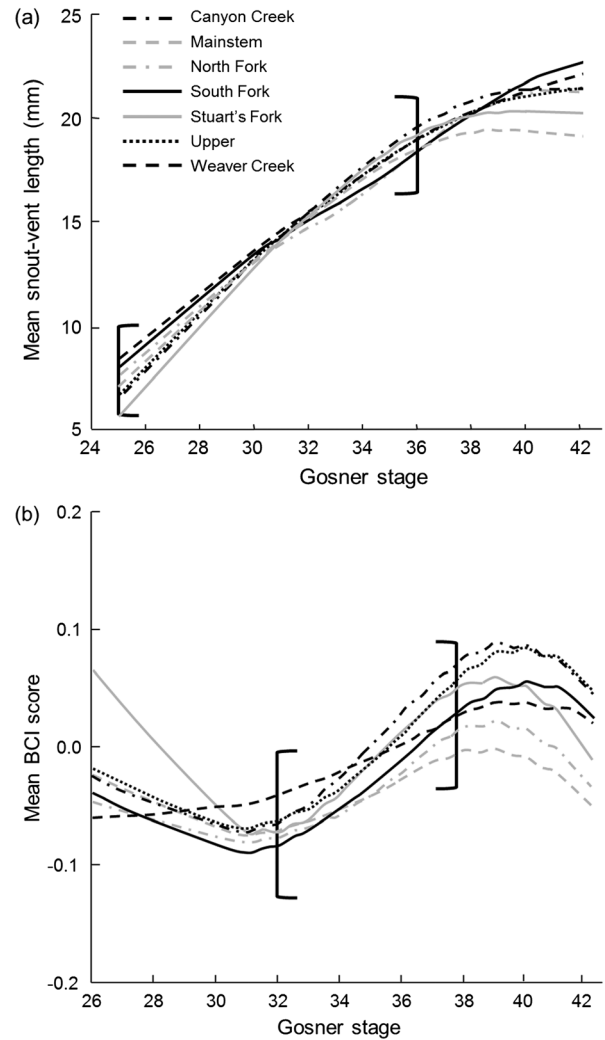 (a)
25
20
15
10
5
Mean snout-vent length (mm)
Canyon Creek
Mainstem
North Fork
South Fork
Stuart's Fork
Upper
Weaver Creek
24 26 28 30 32 34 36 38 40 42
Gosner stage
(b)
0.2
0.1
0.0
-0.1
-0.2
Mean BCI score
26 28 30 32 34 36 38 40 42
Gosner stage